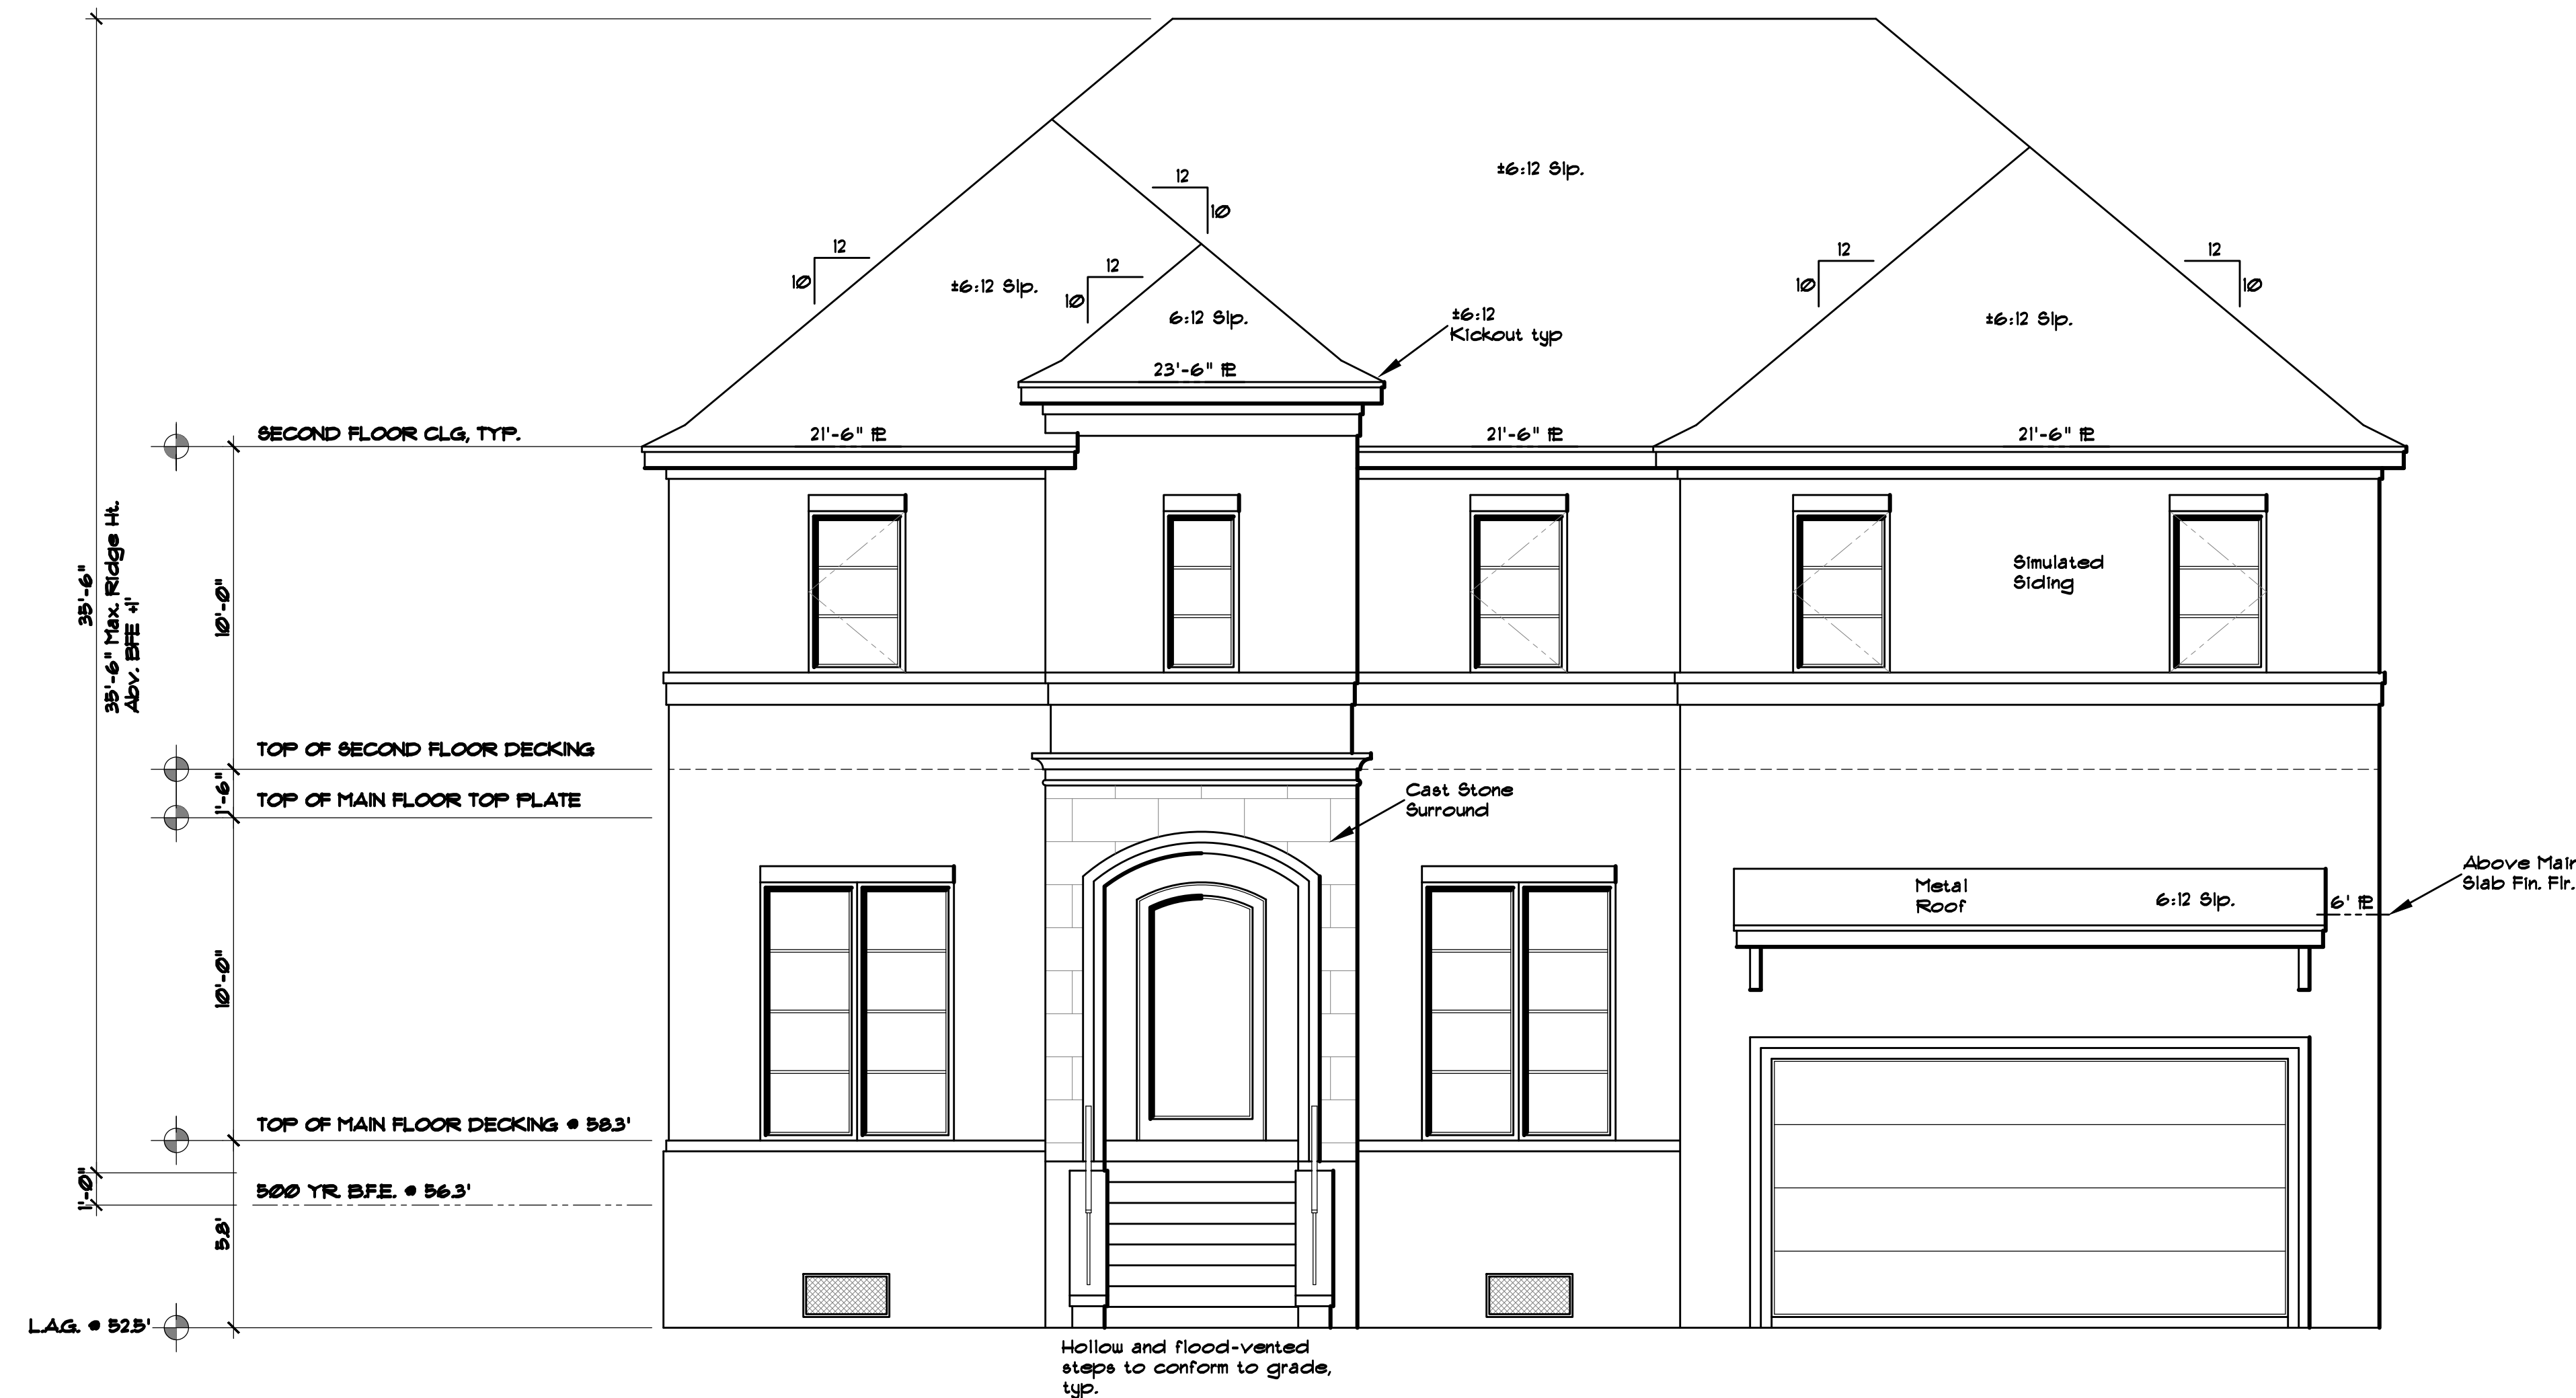 12
10
±6:12 Slp.
12
10
12
10
12
10
12
10
±6:12 Slp.
6:12 Slp.
±6:12 Slp.
±6:12
Kickout typ
23'-6" PL
SECOND FLOOR CLG, TYP.
21'-6" PL
21'-6" PL
21'-6" PL
35'-6"
35'-6" Max. Ridge Ht.
Abv. BFE +1'
10'-0"
Simulated
Siding
TOP OF SECOND FLOOR DECKING
1'-6"
TOP OF MAIN FLOOR TOP PLATE
Cast Stone
Surround
Metal
Roof
6:12 Slp.
6' PL
Above Main
Slab Fin. Flr.
10'-0"
TOP OF MAIN FLOOR DECKING @ 58.3'
1'-0"
500 YR. B.F.E. @ 56.3'
5.8'
L.A.G. @ 52.5'
Hollow and flood-vented
steps to conform to grade,
typ.